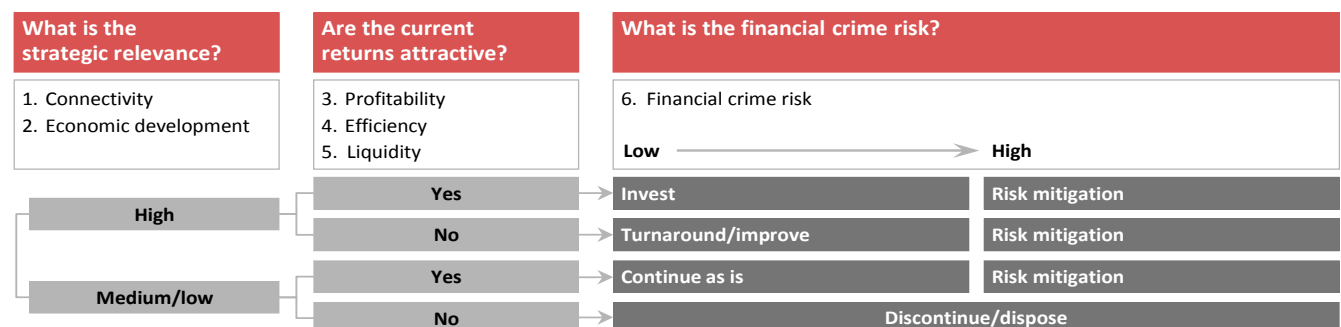 What is the
strategic relevance?
Are the current
returns attractive?
What is the financial crime risk?
1. Connectivity
2. Economic development
3. Profitability
4. Efficiency
5. Liquidity
6. Financial crime risk
Low
High
High
Yes
Invest
Risk mitigation
No
Turnaround/improve
Risk mitigation
Medium/low
Yes
Continue as is
Risk mitigation
No
Discontinue/dispose